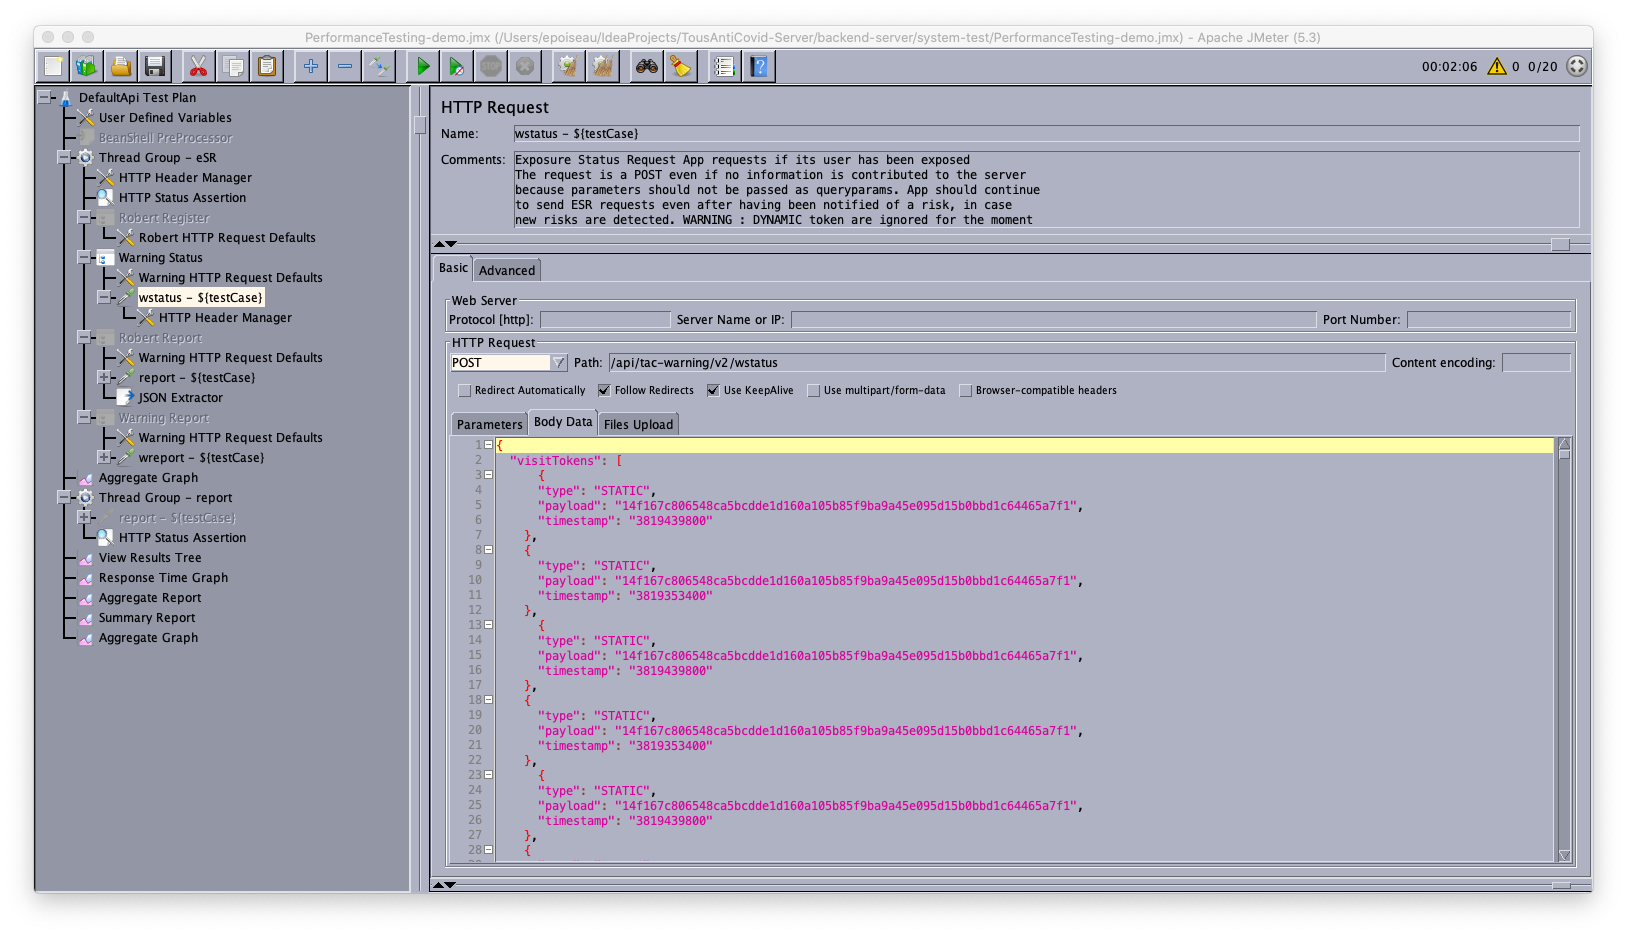 PerformanceTesting-demo.jmx (/Users/epoiseau/IdeaProjects/TousAntiCovid-Server/backend-server/system-test/PerformanceTesting-demo.jmx) - Apache JMeter (5.3)
STOP
00:02:06 0 0/20
DefaultApi Test Plan
User Defined Variables
BeanShell PreProcessor
Thread Group - eSR
HTTP Header Manager
HTTP Status Assertion
Robert Register
Robert HTTP Request Defaults
Warning Status
Warning HTTP Request Defaults
wstatus - ${testCase}
HTTP Header Manager
Robert Report
Warning HTTP Request Defaults
report - ${testCase}
JSON Extractor
Warning Report
Warning HTTP Request Defaults
wreport - ${testCase}
Aggregate Graph
Thread Group - report
report - ${testCase}
HTTP Status Assertion
View Results Tree
Response Time Graph
Aggregate Report
Summary Report
Aggregate Graph
HTTP Request
Name: wstatus - ${testCase}
Comments: Exposure Status Request App requests if its user has been exposed
The request is a POST even if no information is contributed to the server
because parameters should not be passed as queryparams. App should continue
to send ESR requests even after having been notified of a risk, in case
new risks are detected. WARNING : DYNAMIC token are ignored for the moment
Basic Advanced
Web Server
Protocol [http]: Server Name or IP: Port Number:
HTTP Request
POST Path: /api/tac-warning/v2/wstatus Content encoding:
Redirect Automatically Follow Redirects Use KeepAlive Use multipart/form-data Browser-compatible headers
Parameters Body Data Files Upload
1 {
2 "visitTokens": [
3 {
4 "type": "STATIC",
5 "payload": "14f167c806548ca5bcdde1d160a105b85f9ba9a45e095d15b0bbd1c64465a7f1",
6 "timestamp": "3819439800"
7 },
8 {
9 "type": "STATIC",
10 "payload": "14f167c806548ca5bcdde1d160a105b85f9ba9a45e095d15b0bbd1c64465a7f1",
11 "timestamp": "3819353400"
12 },
13 {
14 "type": "STATIC",
15 "payload": "14f167c806548ca5bcdde1d160a105b85f9ba9a45e095d15b0bbd1c64465a7f1",
16 "timestamp": "3819439800"
17 },
18 {
19 "type": "STATIC",
20 "payload": "14f167c806548ca5bcdde1d160a105b85f9ba9a45e095d15b0bbd1c64465a7f1",
21 "timestamp": "3819353400"
22 },
23 {
24 "type": "STATIC",
25 "payload": "14f167c806548ca5bcdde1d160a105b85f9ba9a45e095d15b0bbd1c64465a7f1",
26 "timestamp": "3819439800"
27 },
28 {